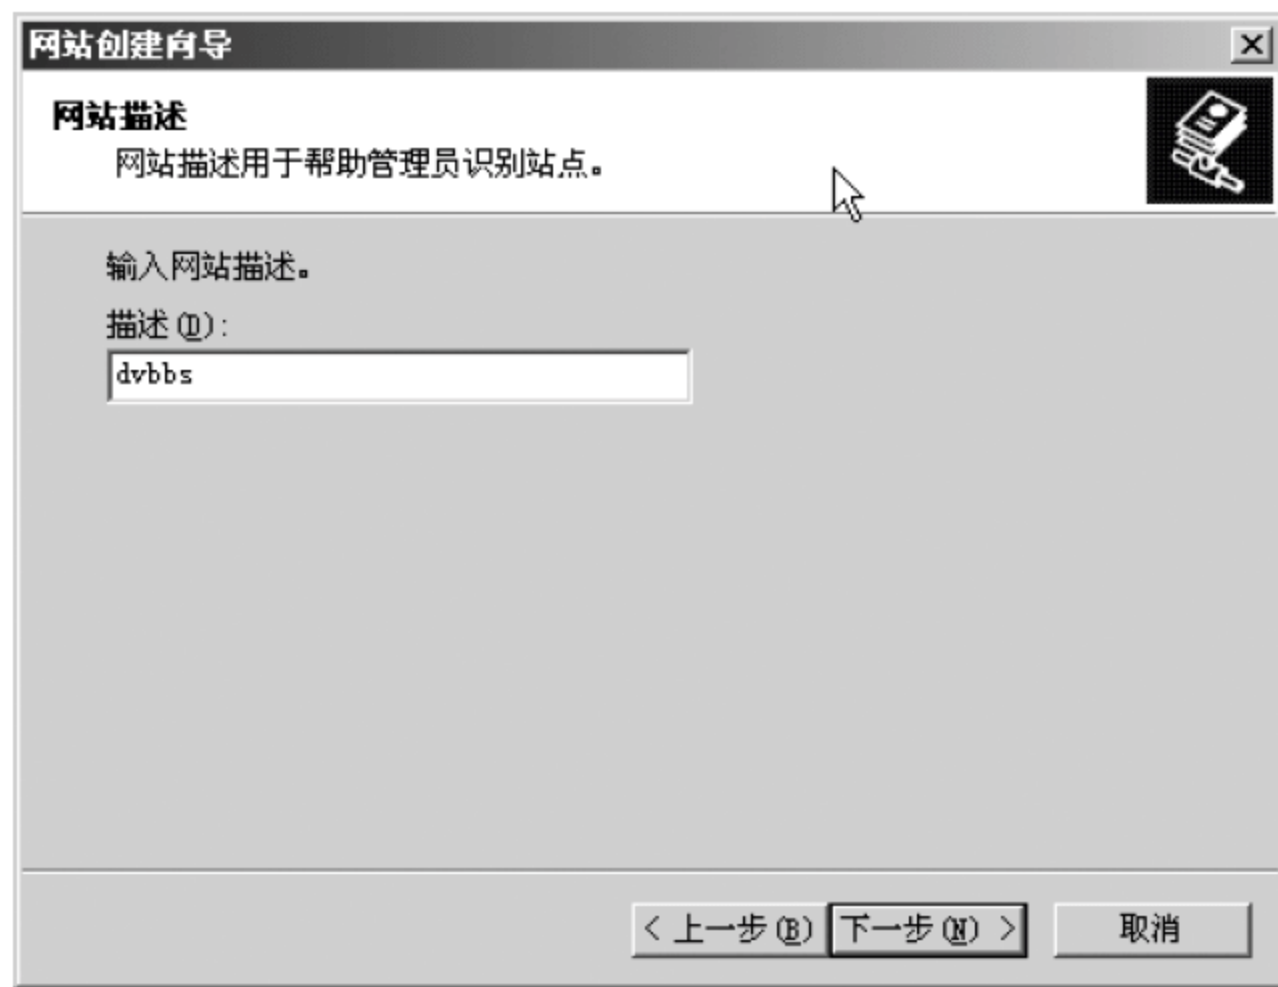 网站创建向导
网站描述
网站描述用于帮助管理员识别站点。
输入网站描述。
描述(D):
dvbbs
< 上一步(B) 下一步(N) > 取消